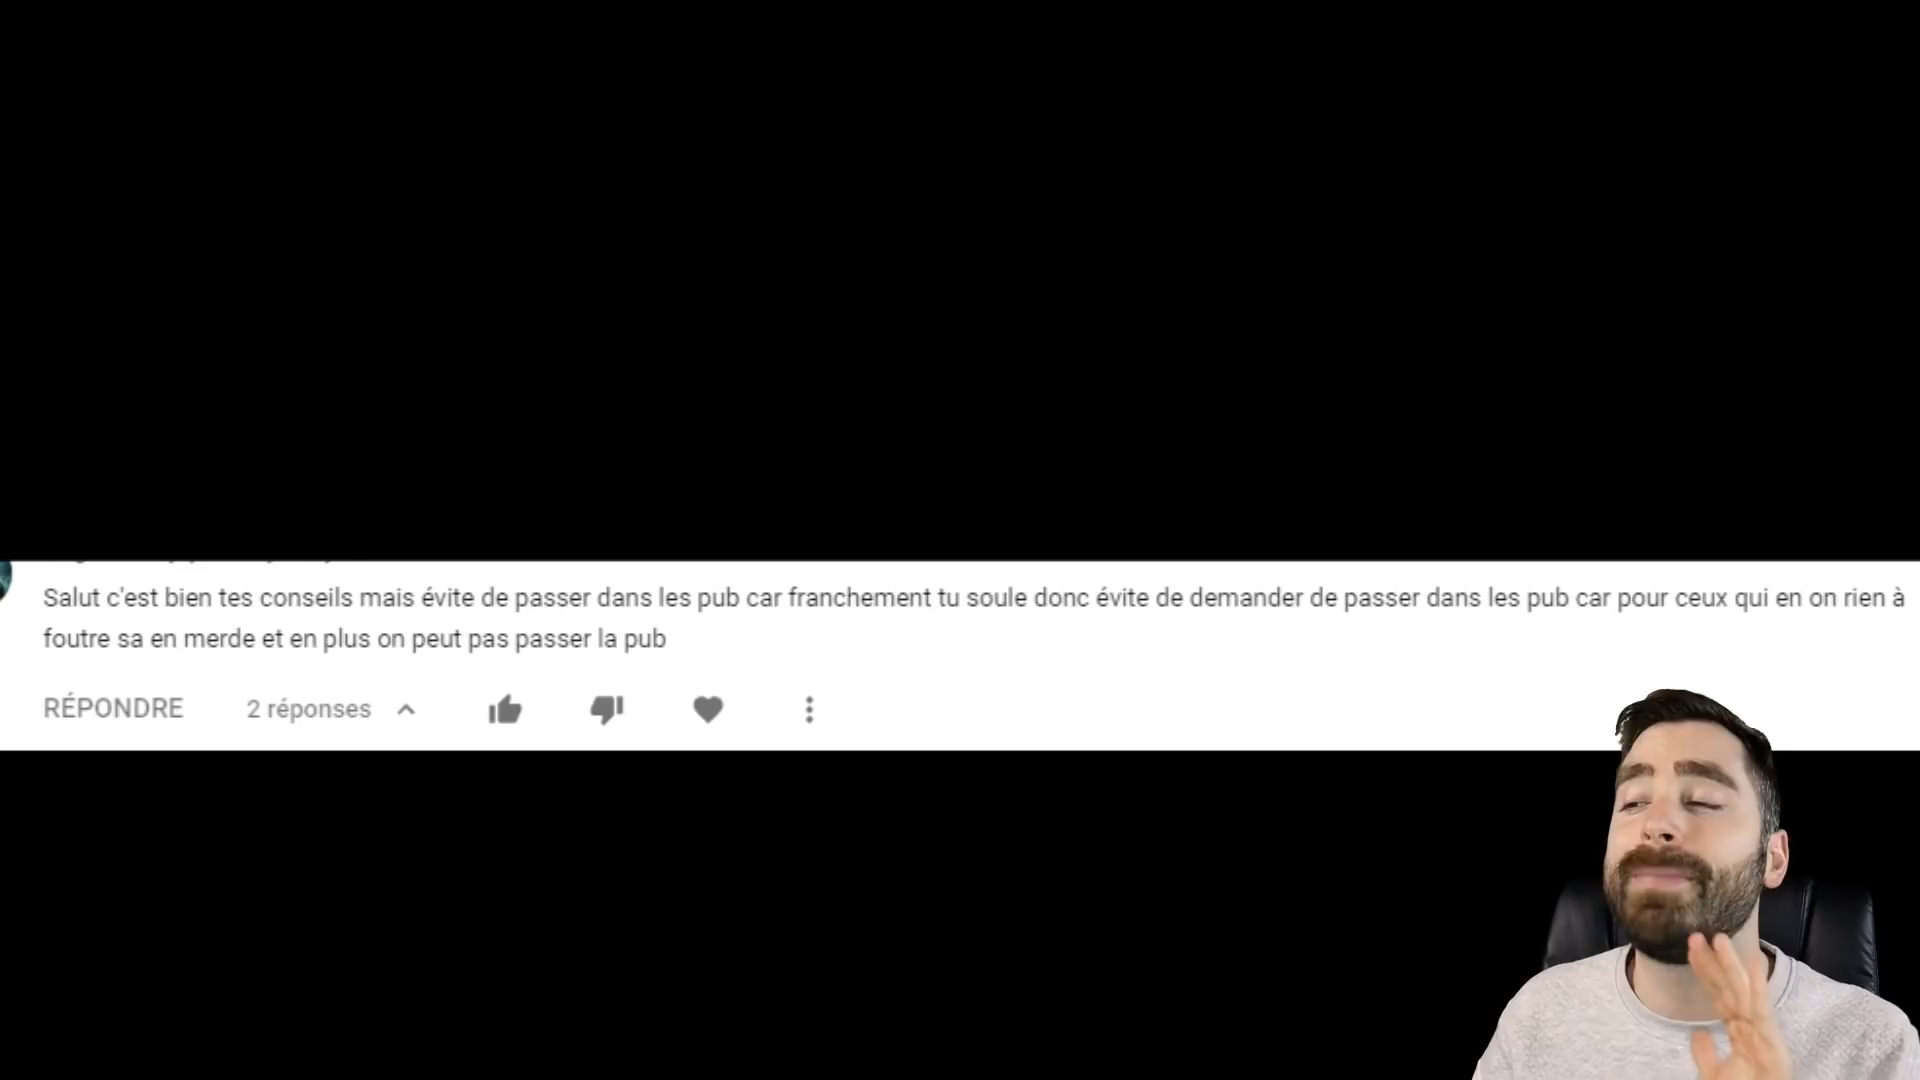 Salut c'est bien tes conseils mais évite de passer dans les pub car franchement tu soule donc évite de demander de passer dans les pub car pour ceux qui en on rien à
foutre sa en merde et en plus on peut pas passer la pub
RÉPONDRE 2 réponses